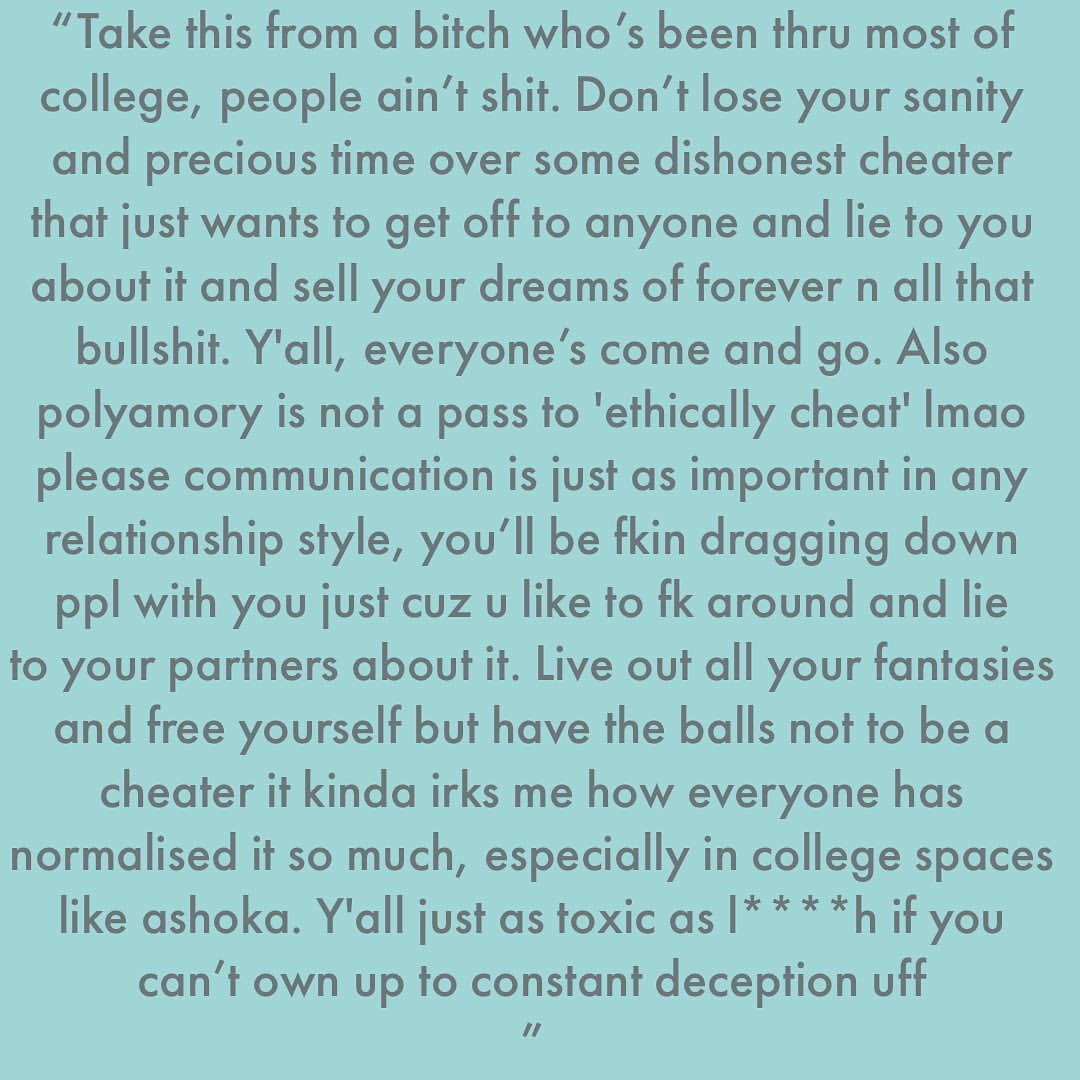 “Take this from a bitch who’s been thru most of
college, people ain’t shit. Don’t lose your sanity
and precious time over some dishonest cheater
that just wants to get off to anyone and lie to you
about it and sell your dreams of forever n all that
bullshit. Y'all, everyone’s come and go. Also
polyamory is not a pass to 'ethically cheat' lmao
please communication is just as important in any
relationship style, you’ll be fkin dragging down
ppl with you just cuz u like to fk around and lie
to your partners about it. Live out all your fantasies
and free yourself but have the balls not to be a
cheater it kinda irks me how everyone has
normalised it so much, especially in college spaces
like ashoka. Y'all just as toxic as l****h if you
can’t own up to constant deception uff
”